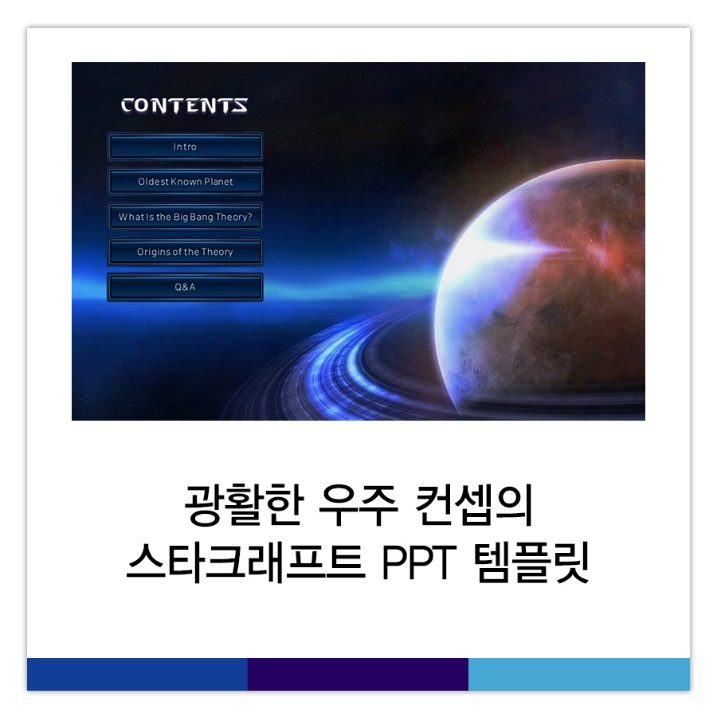 CONTENTS
Intro
Oldest Known Planet
What Is the Big Bang Theory?
Origins of the Theory
Q&A
광활한 우주 컨셉의
스타크래프트 PPT 템플릿